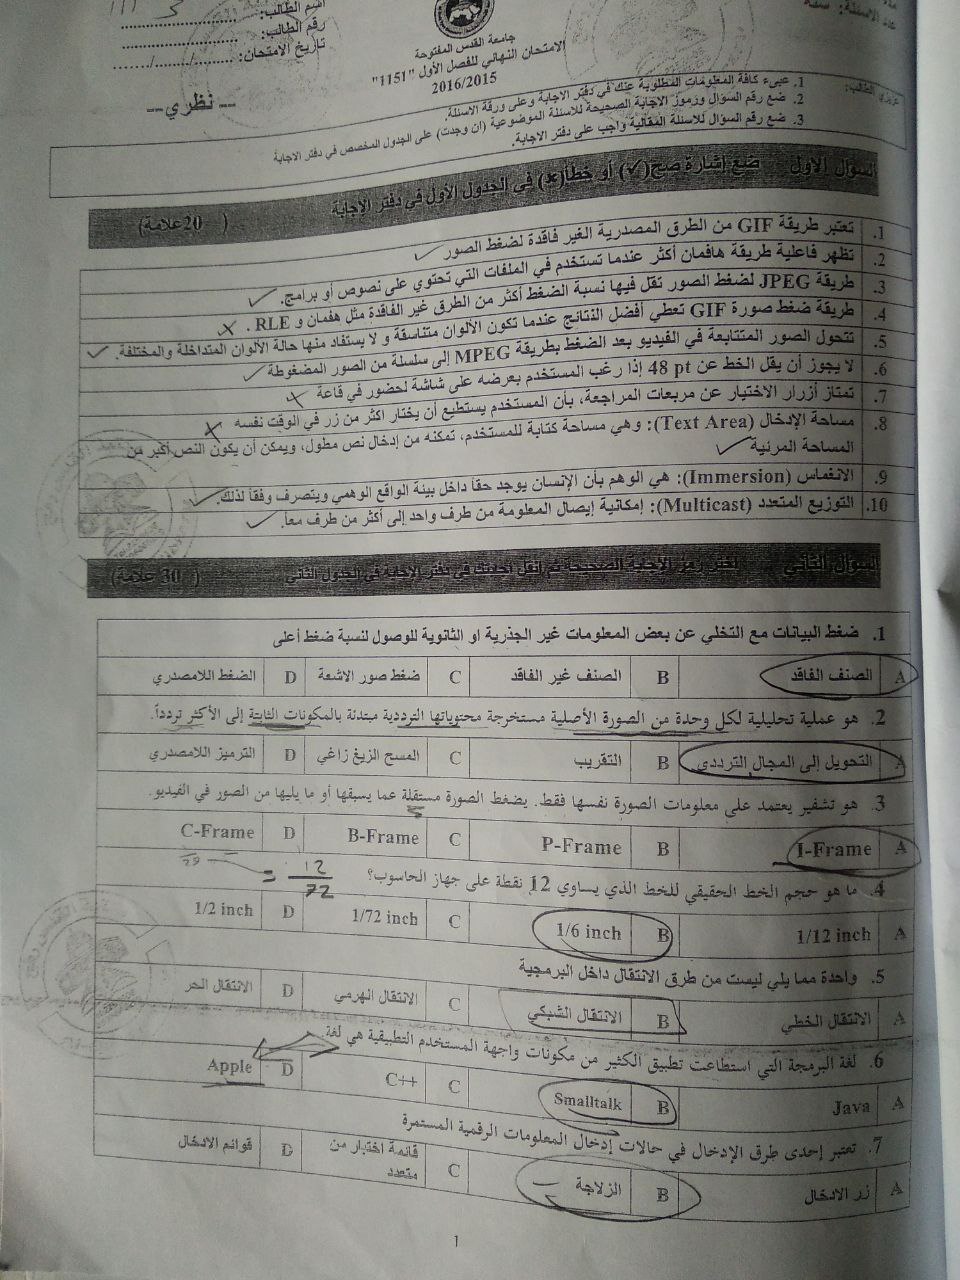 اسم الطالب: ....................
رقم الطالب: ....................
تاريخ الامتحان: ......../......../........
جامعة القدس المفتوحة
الامتحان النهائي للفصل الأول "1151"
2016/2015
--نظري--
عزيزي الطالب:
1. عبىء كافة المعلومات المطلوبة عنك في دفتر الاجابة وعلى ورقة الاسئلة.
2. ضع رقم السؤال ورموز الاجابة الصحيحة للاسئلة الموضوعية (ان وجدت) على الجدول المخصص في دفتر الاجابة
3. ضع رقم السؤال للاسئلة المقالية واجب على دفتر الاجابة.
السؤال الاول ضع إشارة صح(✓) أو خطأ(×) في الجدول الأول في دفتر الإجابة (20علامة)
1. تعتبر طريقة GIF من الطرق المصدرية الغير فاقدة لضغط الصور ✓
2. تظهر فاعلية طريقة هافمان أكثر عندما تستخدم في الملفات التي تحتوي على نصوص أو برامج. ✓
3. طريقة JPEG لضغط الصور تقل فيها نسبة الضغط أكثر من الطرق غير الفاقدة مثل هفمان و RLE . ×
4. طريقة ضغط صورة GIF تعطي أفضل النتائج عندما تكون الألوان متناسقة و لا يستفاد منها حالة الألوان المتداخلة والمختلفة. ✓
5. تتحول الصور المتتابعة في الفيديو بعد الضغط بطريقة MPEG إلى سلسلة من الصور المضغوطة ✓
6. لا يجوز أن يقل الخط عن 48 pt إذا رغب المستخدم بعرضه على شاشة لحضور في قاعة ×
7. تمتاز أزرار الاختيار عن مربعات المراجعة، بأن المستخدم يستطيع أن يختار اكثر من زر في الوقت نفسه ×
8. مساحة الإدخال (Text Area): وهي مساحة كتابة للمستخدم، تمكنه من إدخال نص مطول، ويمكن أن يكون النص أكبر من
المساحة المرئية ✓
9. الانغماس (Immersion): هي الوهم بأن الإنسان يوجد حقاً داخل بيئة الواقع الوهمي ويتصرف وفقاً لذلك. ✓
10. التوزيع المتعدد (Multicast): إمكانية إيصال المعلومة من طرف واحد إلى أكثر من طرف معاً. ✓
السؤال الثاني اختر رمز الإجابة الصحيحة ثم انقل اجابتك في دفتر الاجابة في الجدول الثاني (30 علامة)
1. ضغط البيانات مع التخلي عن بعض المعلومات غير الجذرية او الثانوية للوصول لنسبة ضغط أعلى
A الصنف الفاقد B الصنف غير الفاقد C ضغط صور الاشعة D الضغط اللامصدري
2. هو عملية تحليلية لكل وحدة من الصورة الأصلية مستخرجة محتوياتها الترددية مبتدئة بالمكونات الثابتة إلى الأكثر تردداً.
A التحويل إلى المجال الترددي B التقريب C المسح الزيغ زاغي D الترميز اللامصدري
3. هو تشفير يعتمد على معلومات الصورة نفسها فقط. يضغط الصورة مستقلة عما يسبقها أو ما يليها من الصور في الفيديو.
A I-Frame B P-Frame C B-Frame D C-Frame
4. ما هو حجم الخط الحقيقي للخط الذي يساوي 12 نقطة على جهاز الحاسوب؟ 12/72 =
A 1/12 inch B 1/6 inch C 1/72 inch D 1/2 inch
5. واحدة مما يلي ليست من طرق الانتقال داخل البرمجية
A الانتقال الخطي B الانتقال الشبكي C الانتقال الهرمي D الانتقال الحر
6. لغة البرمجة التي استطاعت تطبيق الكثير من مكونات واجهة المستخدم التطبيقية هي لغة.
A Java B Smalltalk C C++ D Apple
7. تعتبر إحدى طرق الإدخال في حالات إدخال المعلومات الرقمية المستمرة
A زر الادخال B الزلاجة C قائمة اختيار من متعدد D قوائم الادخال
1